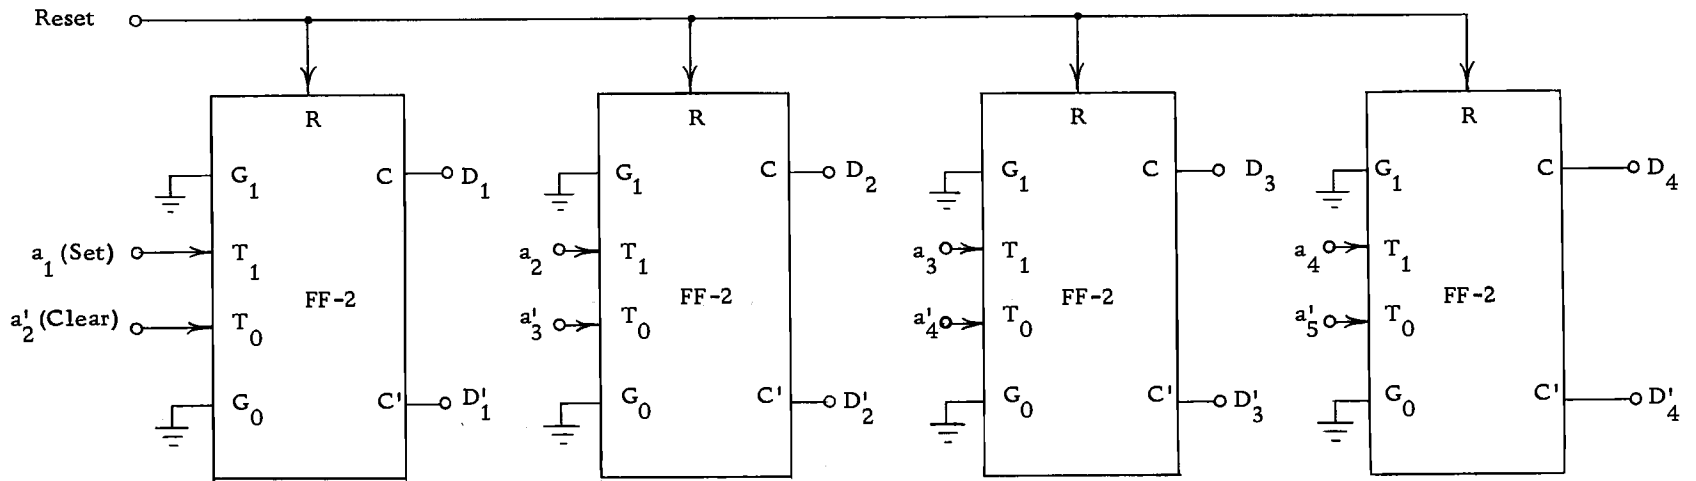 Reset
R R R R
G1 C D1 G1 C D2 G1 C D3 G1 C D4
a1 (Set) T1 a2 T1 a3 T1 a4 T1
FF-2 FF-2 FF-2 FF-2
a'2 (Clear) T0 a'3 T0 a'4 T0 a'5 T0
G0 C' D'1 G0 C' D'2 G0 C' D'3 G0 C' D'4